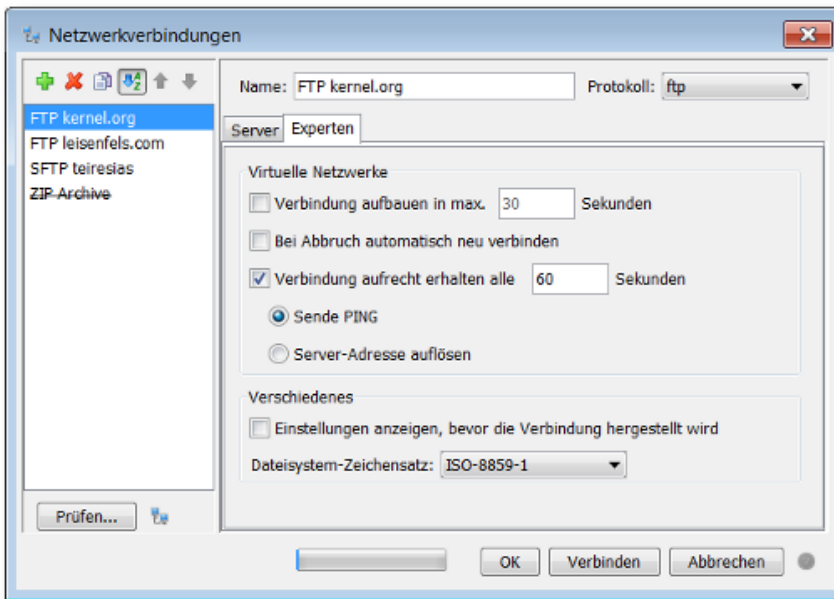 Netzwerkverbindungen
Name: FTP kernel.org Protokoll: ftp
FTP kernel.org
FTP leisenfels.com
SFTP teiresias
ZIP Archive
Server Experten
Virtuelle Netzwerke
Verbindung aufbauen in max. 30 Sekunden
Bei Abbruch automatisch neu verbinden
Verbindung aufrecht erhalten alle 60 Sekunden
Sende PING
Server-Adresse auflösen
Verschiedenes
Einstellungen anzeigen, bevor die Verbindung hergestellt wird
Dateisystem-Zeichensatz: ISO-8859-1
Prüfen...
OK Verbinden Abbrechen